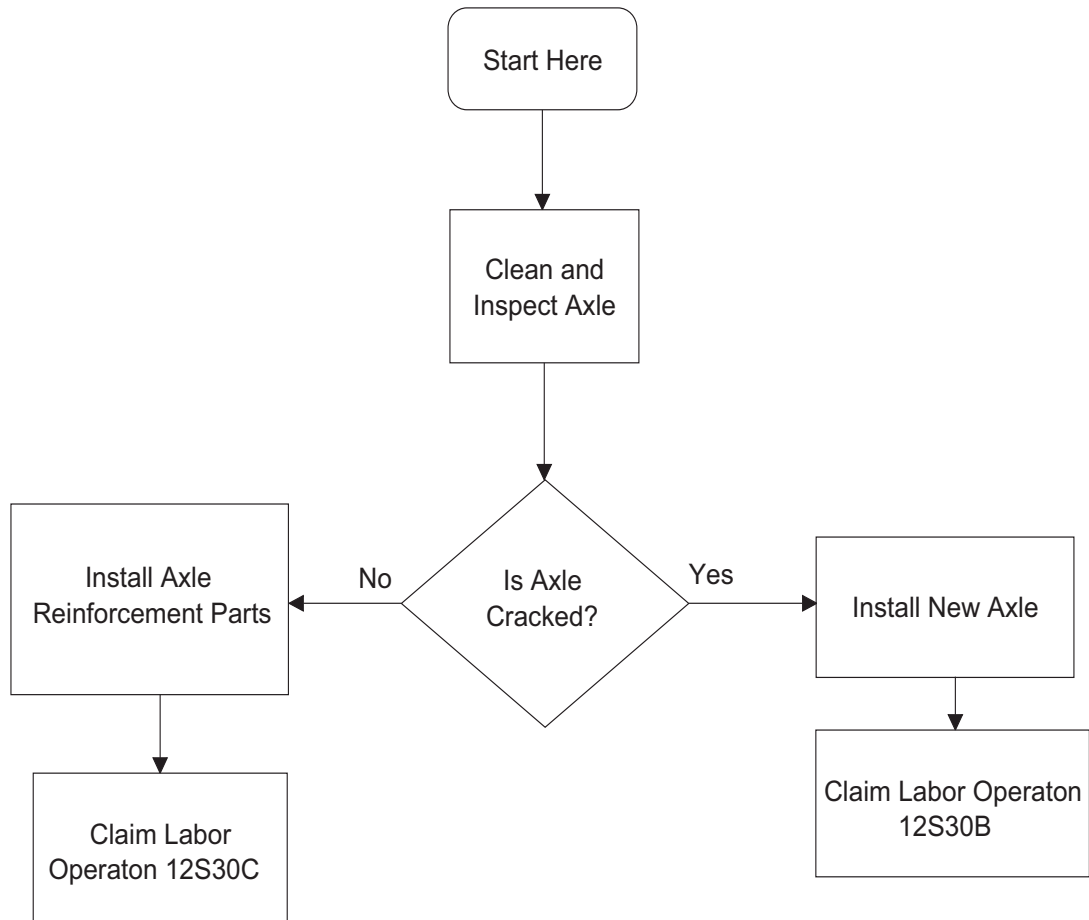 Start Here
Clean and
Inspect Axle
Is Axle
Cracked?
No
Yes
Install Axle
Reinforcement Parts
Install New Axle
Claim Labor
Operaton 12S30C
Claim Labor Operaton
12S30B